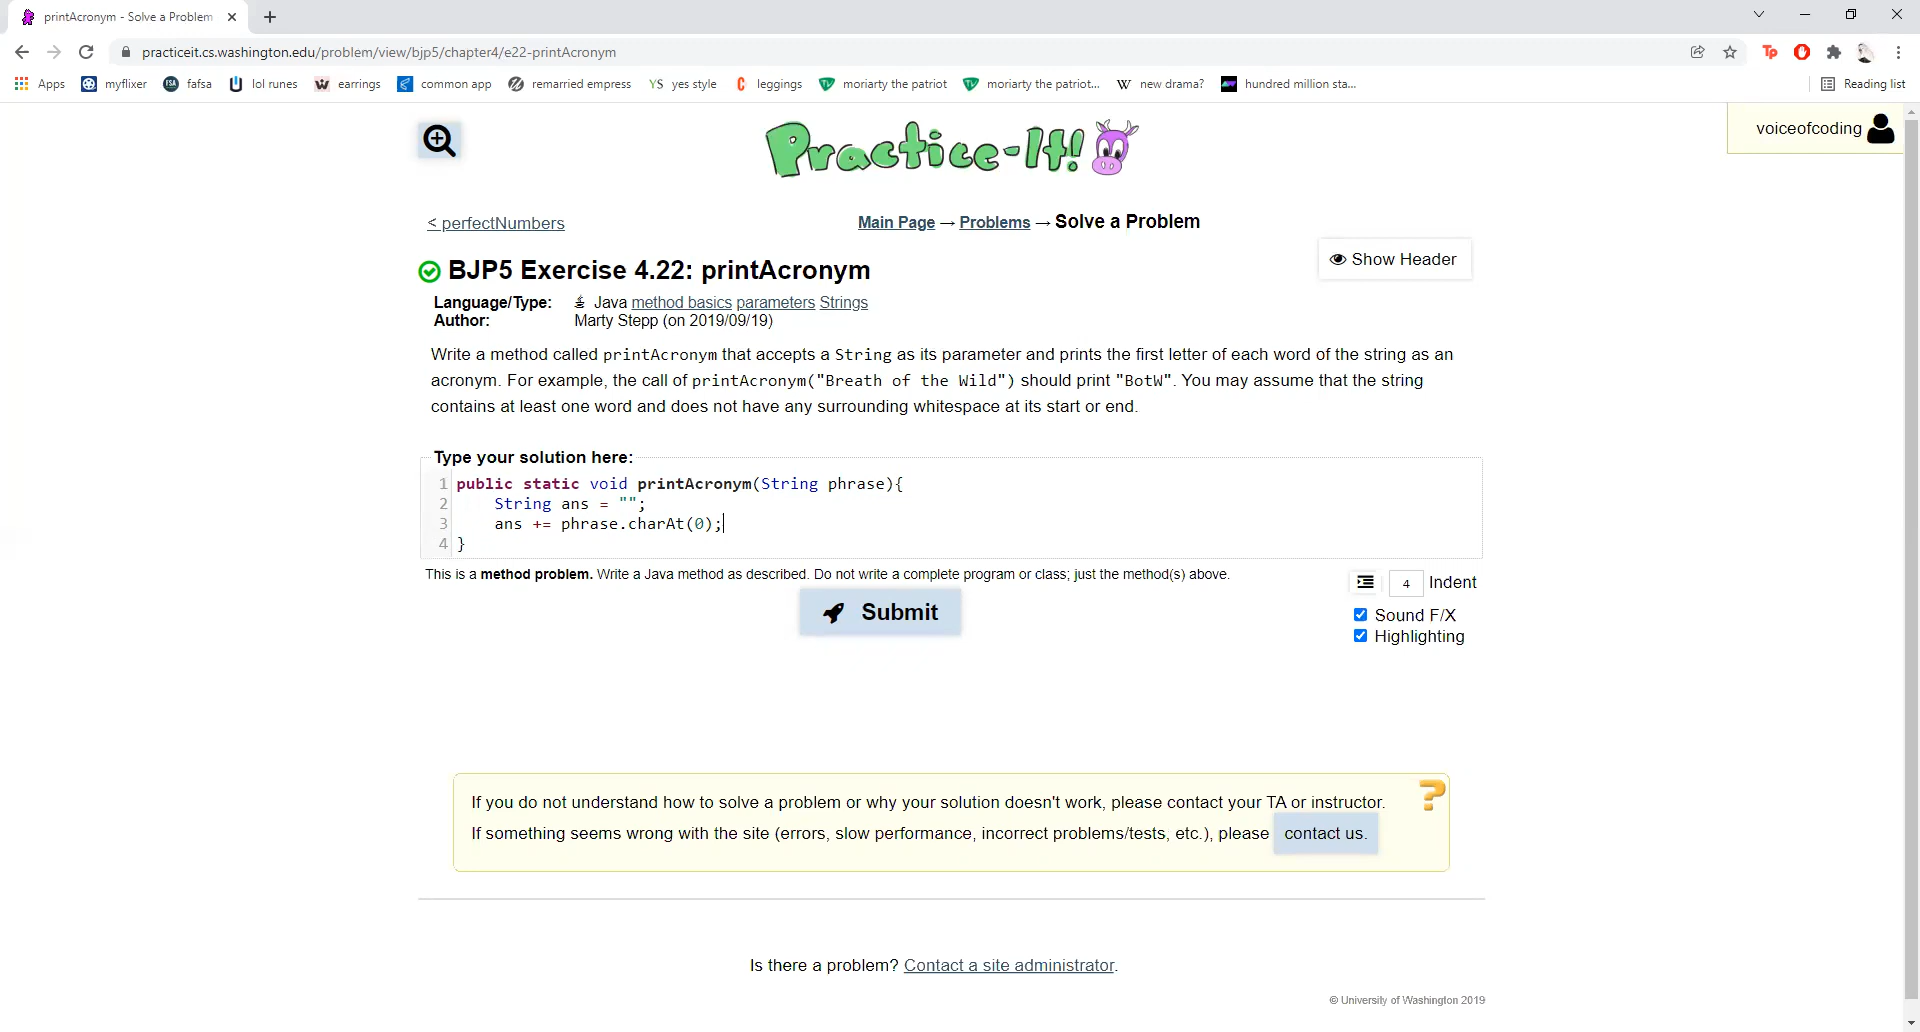 printAcronym - Solve a Problem
practiceit.cs.washington.edu/problem/view/bjp5/chapter4/e22-printAcronym
Apps myflixer fafsa lol runes earrings common app remarried empress YS yes style leggings moriarty the patriot moriarty the patriot... W new drama? hundred million sta... Reading list
Practice-It!
voiceofcoding
< perfectNumbers
Main Page → Problems → Solve a Problem
Show Header
BJP5 Exercise 4.22: printAcronym
Language/Type: Java method basics parameters Strings
Author: Marty Stepp (on 2019/09/19)
Write a method called printAcronym that accepts a String as its parameter and prints the first letter of each word of the string as an
acronym. For example, the call of printAcronym("Breath of the Wild") should print "BotW". You may assume that the string
contains at least one word and does not have any surrounding whitespace at its start or end.
Type your solution here:
1 public static void printAcronym(String phrase){
2 String ans = "";
3 ans += phrase.charAt(0);
4 }
This is a method problem. Write a Java method as described. Do not write a complete program or class; just the method(s) above.
4 Indent
Submit
Sound F/X
Highlighting
If you do not understand how to solve a problem or why your solution doesn't work, please contact your TA or instructor.
If something seems wrong with the site (errors, slow performance, incorrect problems/tests, etc.), please contact us.
Is there a problem? Contact a site administrator.
© University of Washington 2019